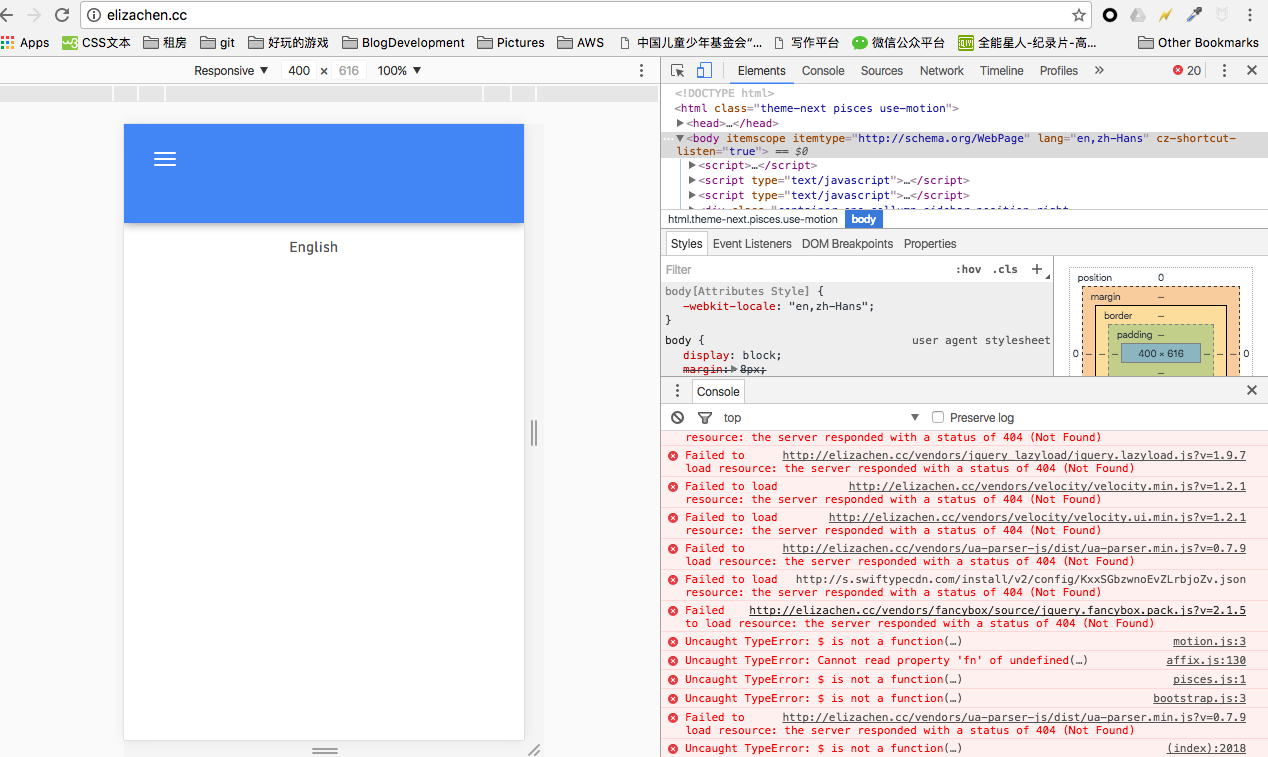 elizachen.cc
Apps CSS文本 租房 git 好玩的游戏 BlogDevelopment Pictures AWS 中国儿童少年基金会“... 写作平台 微信公众平台 全能星人-纪录片-高... Other Bookmarks
Responsive ▼ 400 × 616 100% ▼
Elements Console Sources Network Timeline Profiles » 20
<!DOCTYPE html>
<html class="theme-next pisces use-motion">
▶<head>…</head>
…▼<body itemscope itemtype="http://schema.org/WebPage" lang="en,zh-Hans" cz-shortcut-
listen="true"> == $0
▶<script>…</script>
▶<script type="text/javascript">…</script>
▶<script type="text/javascript">…</script>
html.theme-next.pisces.use-motion body
Styles Event Listeners DOM Breakpoints Properties
Filter :hov .cls +
body[Attributes Style] {
-webkit-locale: "en,zh-Hans";
}
body { user agent stylesheet
display: block;
margin:▶8px;
position 0
margin –
border –
padding –
0 – – – 400 × 616 – – – 0
–
English
Console
top ▼ Preserve log
resource: the server responded with a status of 404 (Not Found)
Failed to http://elizachen.cc/vendors/jquery_lazyload/jquery.lazyload.js?v=1.9.7
load resource: the server responded with a status of 404 (Not Found)
Failed to load http://elizachen.cc/vendors/velocity/velocity.min.js?v=1.2.1
resource: the server responded with a status of 404 (Not Found)
Failed to load http://elizachen.cc/vendors/velocity/velocity.ui.min.js?v=1.2.1
resource: the server responded with a status of 404 (Not Found)
Failed to http://elizachen.cc/vendors/ua-parser-js/dist/ua-parser.min.js?v=0.7.9
load resource: the server responded with a status of 404 (Not Found)
Failed to load http://s.swiftypecdn.com/install/v2/config/KxxSGbzwnoEvZLrbjoZv.json
resource: the server responded with a status of 404 (Not Found)
Failed http://elizachen.cc/vendors/fancybox/source/jquery.fancybox.pack.js?v=2.1.5
to load resource: the server responded with a status of 404 (Not Found)
Uncaught TypeError: $ is not a function(…) motion.js:3
Uncaught TypeError: Cannot read property 'fn' of undefined(…) affix.js:130
Uncaught TypeError: $ is not a function(…) pisces.js:1
Uncaught TypeError: $ is not a function(…) bootstrap.js:3
Failed to http://elizachen.cc/vendors/ua-parser-js/dist/ua-parser.min.js?v=0.7.9
load resource: the server responded with a status of 404 (Not Found)
Uncaught TypeError: $ is not a function(…) (index):2018